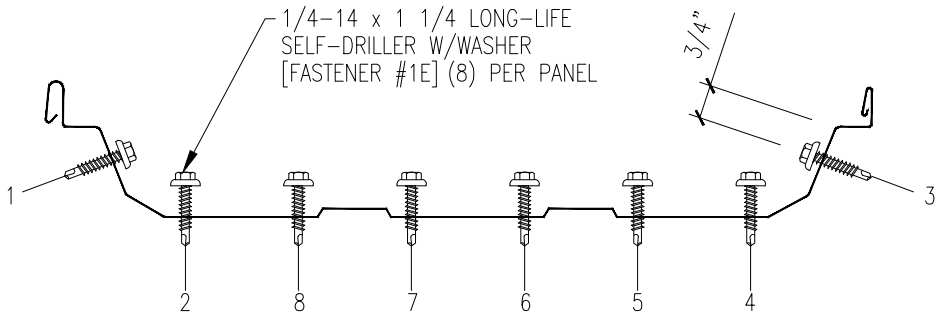 1/4-14 x 1 1/4 LONG-LIFE
SELF-DRILLER W/WASHER
[FASTENER #1E] (8) PER PANEL
3/4"
1
3
2 8 7 6 5 4